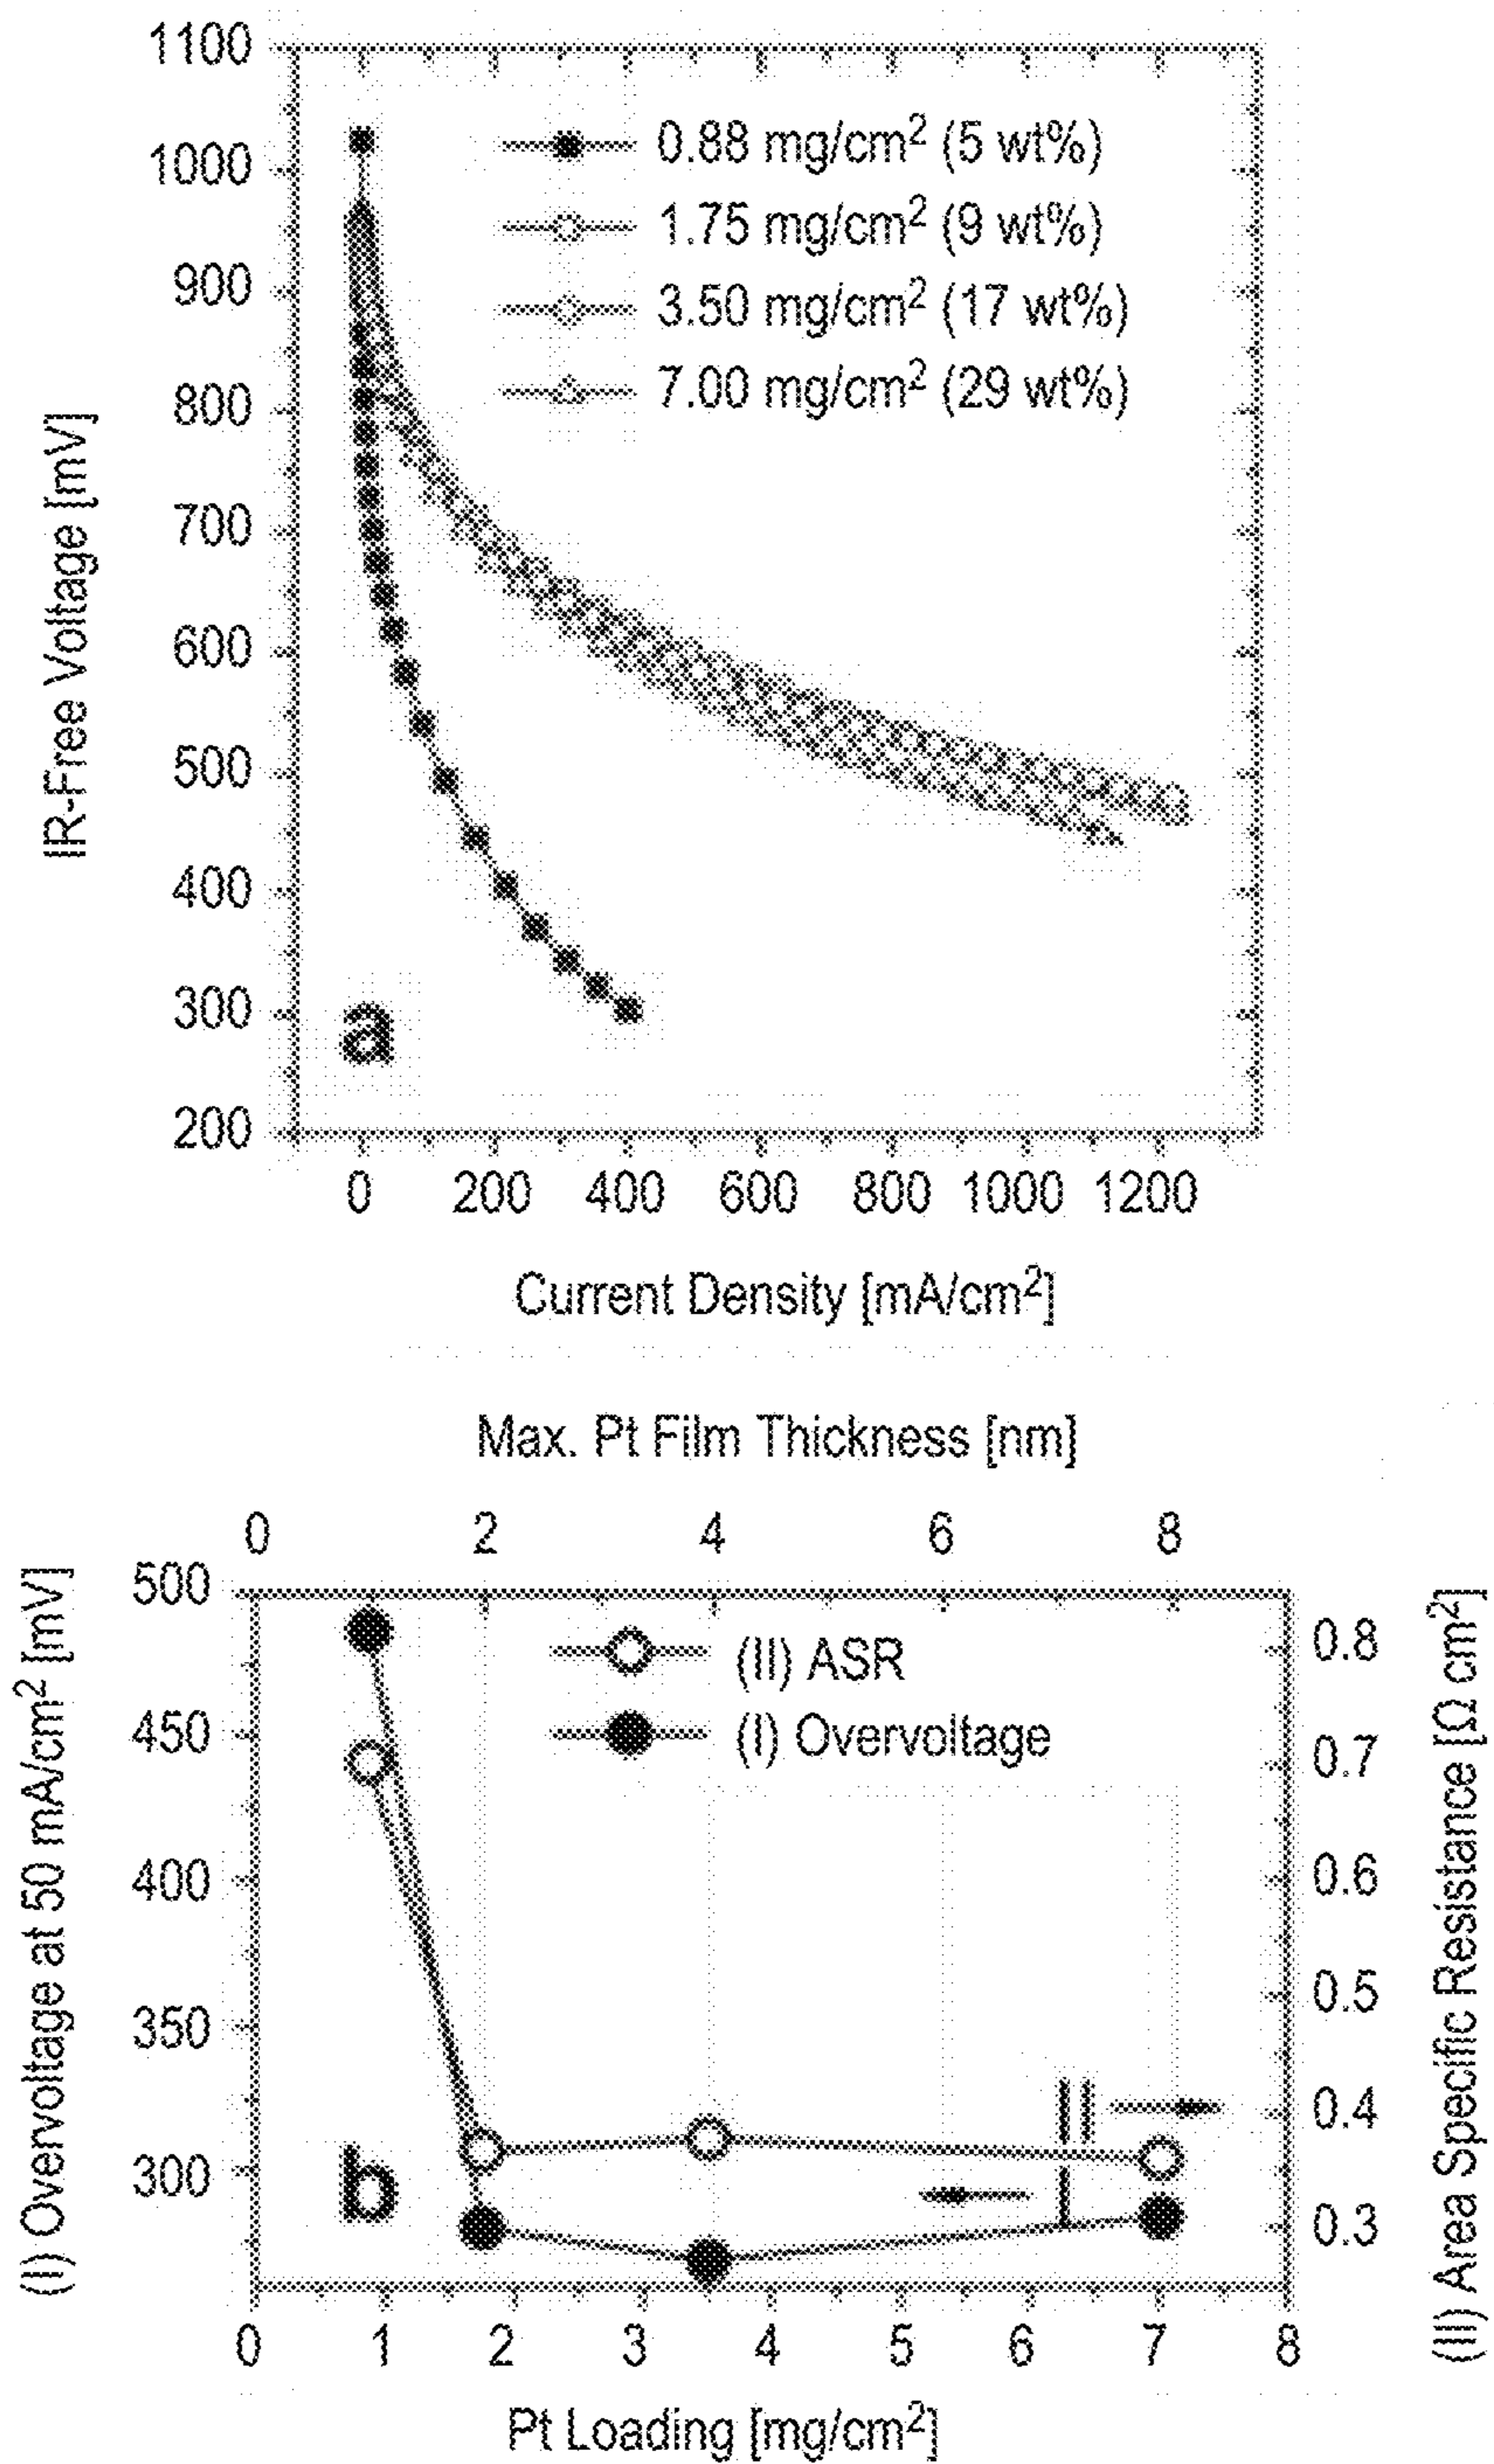 1100
1000
900
800
700
600
500
400
300
200
IR-Free Voltage [mV]
0.88 mg/cm² (5 wt%)
1.75 mg/cm² (9 wt%)
3.50 mg/cm² (17 wt%)
7.00 mg/cm² (29 wt%)
a
0 200 400 600 800 1000 1200
Current Density [mA/cm²]
Max. Pt Film Thickness [nm]
0 2 4 6 8
500
450
400
350
300
(I) Overvoltage at 50 mA/cm² [mV]
(II) ASR
(I) Overvoltage
II
I
b
0.8
0.7
0.6
0.5
0.4
0.3
(II) Area Specific Resistance [Ω cm²]
0 1 2 3 4 5 6 7 8
Pt Loading [mg/cm²]